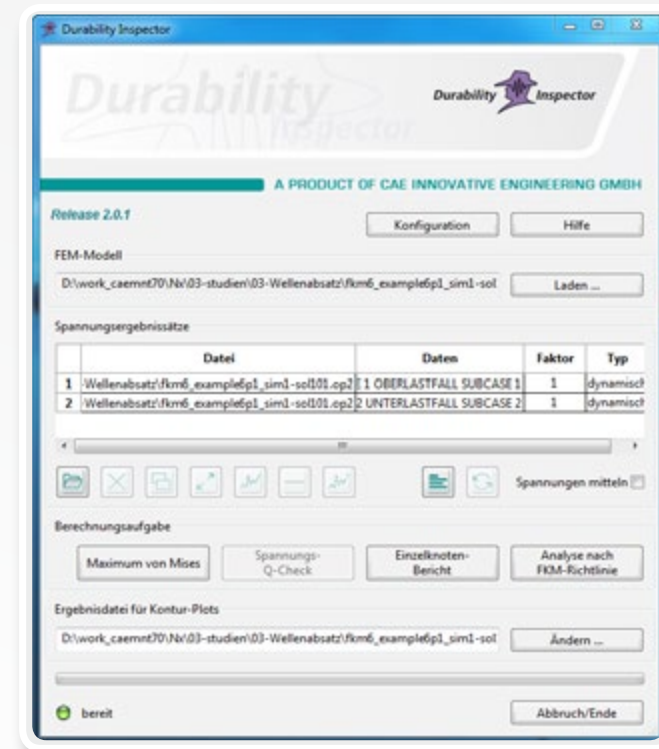 Durability Inspector
Durability
Inspector
Durability Inspector
A PRODUCT OF CAE INNOVATIVE ENGINEERING GMBH
Release 2.0.1
Konfiguration
Hilfe
FEM-Modell
D:\work_caemnt70\Nx\03-studien\03-Wellenabsatz\fkm6_example6p1_sim1-sol
Laden ...
Spannungsergebnissätze
Datei Daten Faktor Typ
1 -Wellenabsatz\fkm6_example6p1_sim1-sol101.op2 1 OBERLASTFALL SUBCASE 1 1 dynamisch
2 -Wellenabsatz\fkm6_example6p1_sim1-sol101.op2 2 UNTERLASTFALL SUBCASE 2 1 dynamisch
Spannungen mitteln
Berechnungsaufgabe
Maximum von Mises
Spannungs-
Q-Check
Einzelknoten-
Bericht
Analyse nach
FKM-Richtlinie
Ergebnisdatei für Kontur-Plots
D:\work_caemnt70\Nx\03-studien\03-Wellenabsatz\fkm6_example6p1_sim1-sol
Ändern ...
bereit
Abbruch/Ende